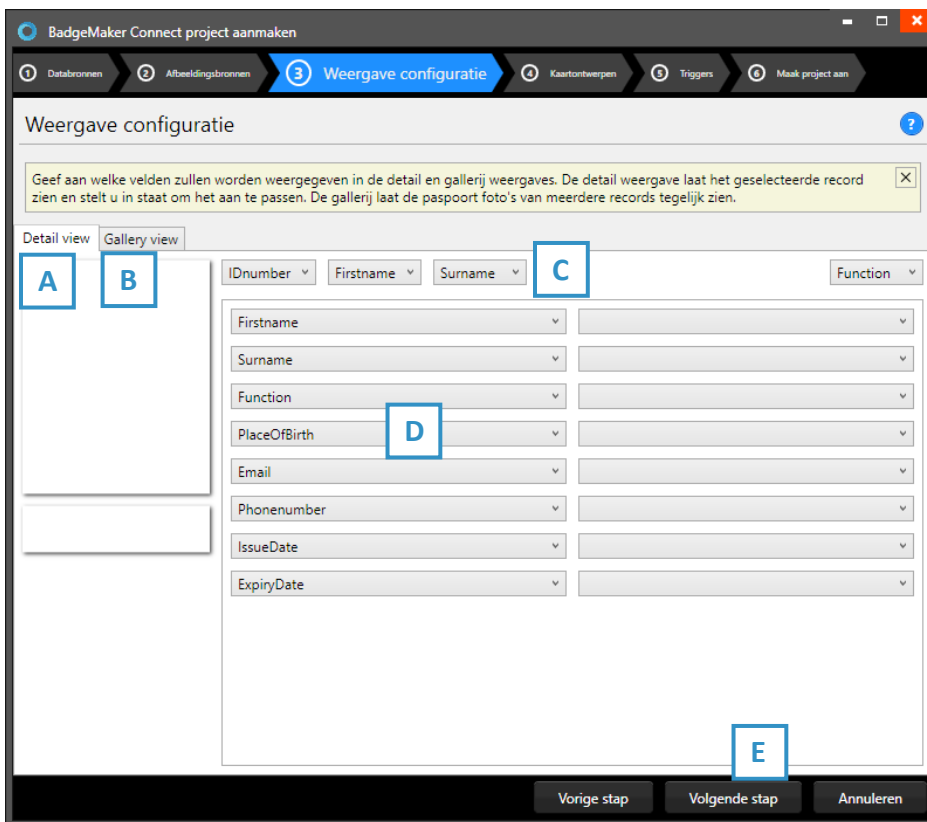 BadgeMaker Connect project aanmaken
1 Databronnen 2 Afbeeldingsbronnen 3 Weergave configuratie 4 Kaartontwerpen 5 Triggers 6 Maak project aan
Weergave configuratie ?
Geef aan welke velden zullen worden weergegeven in de detail en gallerij weergaves. De detail weergave laat het geselecteerde record
zien en stelt u in staat om het aan te passen. De gallerij laat de paspoort foto's van meerdere records tegelijk zien.
Detail view Gallery view
A B IDnumber Firstname Surname C Function
Firstname
Surname
Function
D
PlaceOfBirth
Email
Phonenumber
IssueDate
ExpiryDate
E
Vorige stap Volgende stap Annuleren